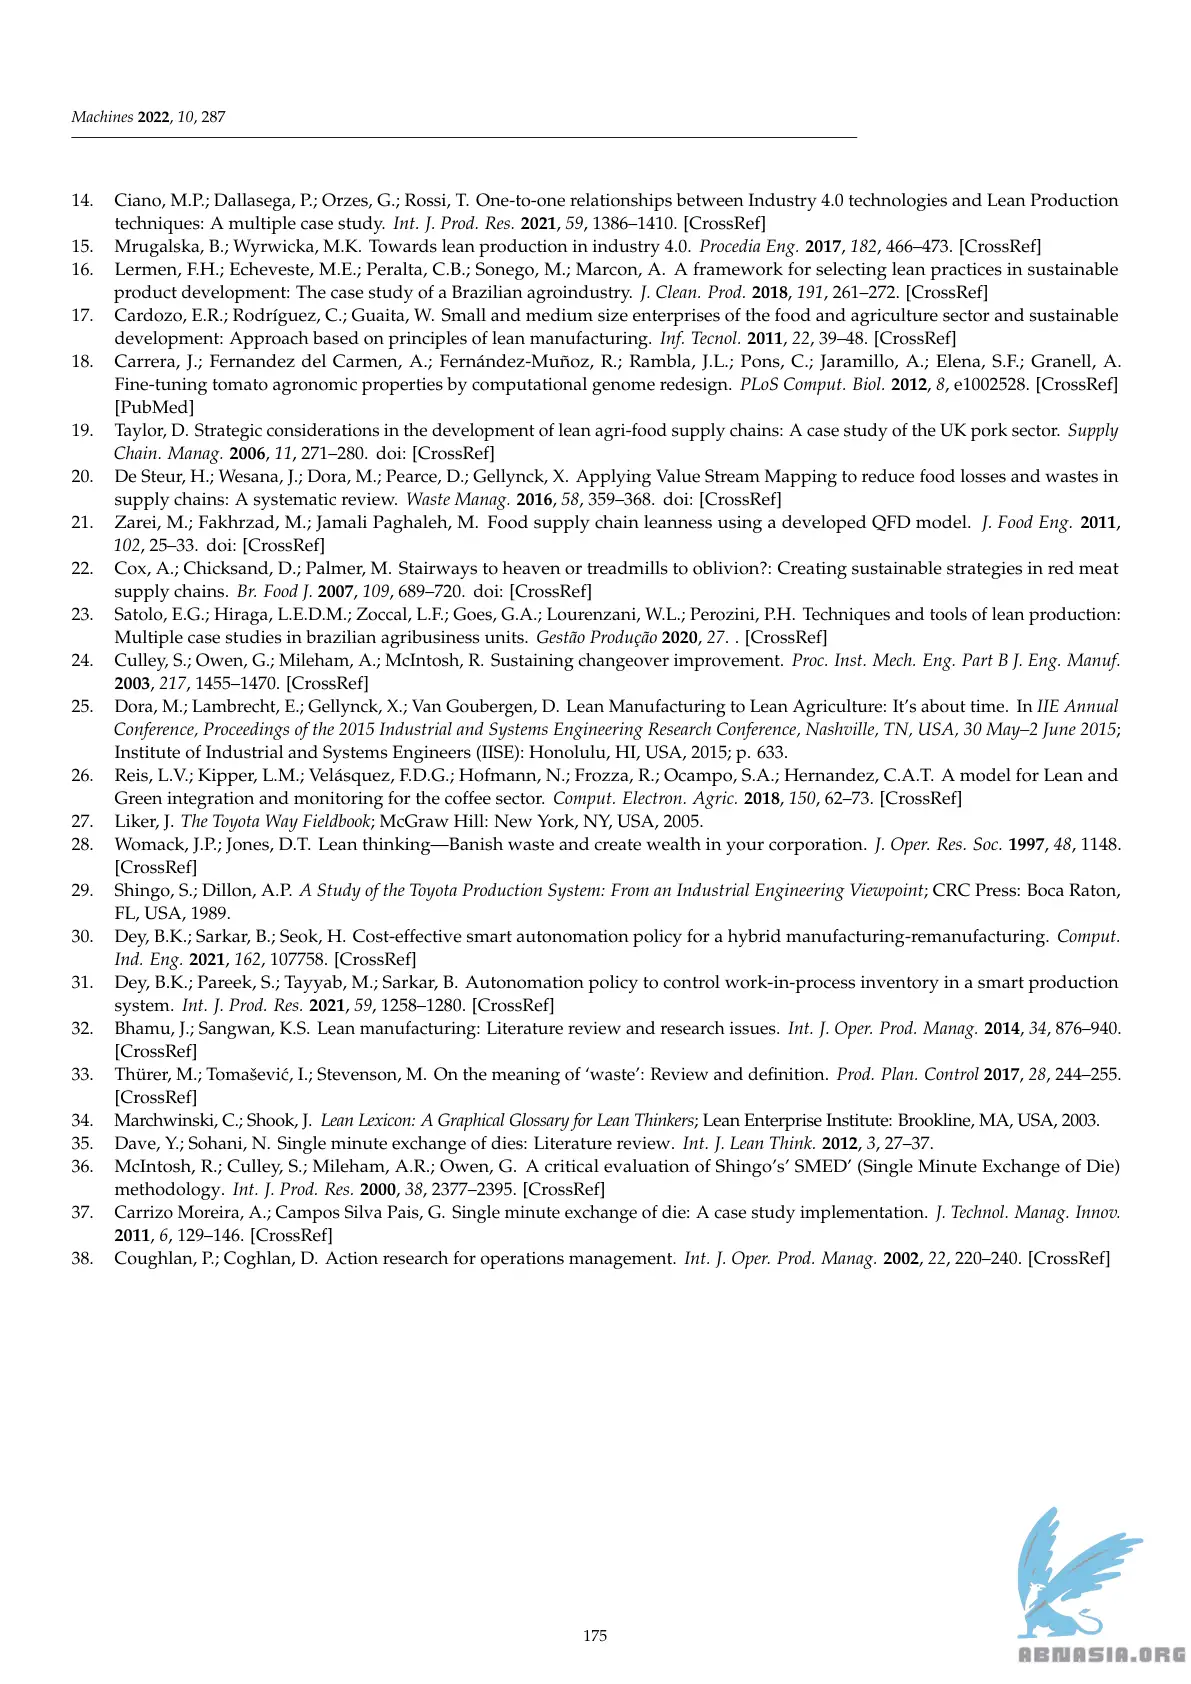 Machines 2022, 10, 287
14. Ciano, M.P.; Dallasega, P.; Orzes, G.; Rossi, T. One-to-one relationships between Industry 4.0 technologies and Lean Production
techniques: A multiple case study. Int. J. Prod. Res. 2021, 59, 1386–1410. [CrossRef]
15. Mrugalska, B.; Wyrwicka, M.K. Towards lean production in industry 4.0. Procedia Eng. 2017, 182, 466–473. [CrossRef]
16. Lermen, F.H.; Echeveste, M.E.; Peralta, C.B.; Sonego, M.; Marcon, A. A framework for selecting lean practices in sustainable
product development: The case study of a Brazilian agroindustry. J. Clean. Prod. 2018, 191, 261–272. [CrossRef]
17. Cardozo, E.R.; Rodríguez, C.; Guaita, W. Small and medium size enterprises of the food and agriculture sector and sustainable
development: Approach based on principles of lean manufacturing. Inf. Tecnol. 2011, 22, 39–48. [CrossRef]
18. Carrera, J.; Fernandez del Carmen, A.; Fernández-Muñoz, R.; Rambla, J.L.; Pons, C.; Jaramillo, A.; Elena, S.F.; Granell, A.
Fine-tuning tomato agronomic properties by computational genome redesign. PLoS Comput. Biol. 2012, 8, e1002528. [CrossRef]
[PubMed]
19. Taylor, D. Strategic considerations in the development of lean agri-food supply chains: A case study of the UK pork sector. Supply
Chain. Manag. 2006, 11, 271–280. doi: [CrossRef]
20. De Steur, H.; Wesana, J.; Dora, M.; Pearce, D.; Gellynck, X. Applying Value Stream Mapping to reduce food losses and wastes in
supply chains: A systematic review. Waste Manag. 2016, 58, 359–368. doi: [CrossRef]
21. Zarei, M.; Fakhrzad, M.; Jamali Paghaleh, M. Food supply chain leanness using a developed QFD model. J. Food Eng. 2011,
102, 25–33. doi: [CrossRef]
22. Cox, A.; Chicksand, D.; Palmer, M. Stairways to heaven or treadmills to oblivion?: Creating sustainable strategies in red meat
supply chains. Br. Food J. 2007, 109, 689–720. doi: [CrossRef]
23. Satolo, E.G.; Hiraga, L.E.D.M.; Zoccal, L.F.; Goes, G.A.; Lourenzani, W.L.; Perozini, P.H. Techniques and tools of lean production:
Multiple case studies in brazilian agribusiness units. Gestão Produção 2020, 27. . [CrossRef]
24. Culley, S.; Owen, G.; Mileham, A.; McIntosh, R. Sustaining changeover improvement. Proc. Inst. Mech. Eng. Part B J. Eng. Manuf.
2003, 217, 1455–1470. [CrossRef]
25. Dora, M.; Lambrecht, E.; Gellynck, X.; Van Goubergen, D. Lean Manufacturing to Lean Agriculture: It's about time. In IIE Annual
Conference, Proceedings of the 2015 Industrial and Systems Engineering Research Conference, Nashville, TN, USA, 30 May–2 June 2015;
Institute of Industrial and Systems Engineers (IISE): Honolulu, HI, USA, 2015; p. 633.
26. Reis, L.V.; Kipper, L.M.; Velásquez, F.D.G.; Hofmann, N.; Frozza, R.; Ocampo, S.A.; Hernandez, C.A.T. A model for Lean and
Green integration and monitoring for the coffee sector. Comput. Electron. Agric. 2018, 150, 62–73. [CrossRef]
27. Liker, J. The Toyota Way Fieldbook; McGraw Hill: New York, NY, USA, 2005.
28. Womack, J.P.; Jones, D.T. Lean thinking—Banish waste and create wealth in your corporation. J. Oper. Res. Soc. 1997, 48, 1148.
[CrossRef]
29. Shingo, S.; Dillon, A.P. A Study of the Toyota Production System: From an Industrial Engineering Viewpoint; CRC Press: Boca Raton,
FL, USA, 1989.
30. Dey, B.K.; Sarkar, B.; Seok, H. Cost-effective smart autonomation policy for a hybrid manufacturing-remanufacturing. Comput.
Ind. Eng. 2021, 162, 107758. [CrossRef]
31. Dey, B.K.; Pareek, S.; Tayyab, M.; Sarkar, B. Autonomation policy to control work-in-process inventory in a smart production
system. Int. J. Prod. Res. 2021, 59, 1258–1280. [CrossRef]
32. Bhamu, J.; Sangwan, K.S. Lean manufacturing: Literature review and research issues. Int. J. Oper. Prod. Manag. 2014, 34, 876–940.
[CrossRef]
33. Thürer, M.; Tomašević, I.; Stevenson, M. On the meaning of ‘waste’: Review and definition. Prod. Plan. Control 2017, 28, 244–255.
[CrossRef]
34. Marchwinski, C.; Shook, J. Lean Lexicon: A Graphical Glossary for Lean Thinkers; Lean Enterprise Institute: Brookline, MA, USA, 2003.
35. Dave, Y.; Sohani, N. Single minute exchange of dies: Literature review. Int. J. Lean Think. 2012, 3, 27–37.
36. McIntosh, R.; Culley, S.; Mileham, A.R.; Owen, G. A critical evaluation of Shingo's’ SMED’ (Single Minute Exchange of Die)
methodology. Int. J. Prod. Res. 2000, 38, 2377–2395. [CrossRef]
37. Carrizo Moreira, A.; Campos Silva Pais, G. Single minute exchange of die: A case study implementation. J. Technol. Manag. Innov.
2011, 6, 129–146. [CrossRef]
38. Coughlan, P.; Coghlan, D. Action research for operations management. Int. J. Oper. Prod. Manag. 2002, 22, 220–240. [CrossRef]
175
ABNASIA.ORG